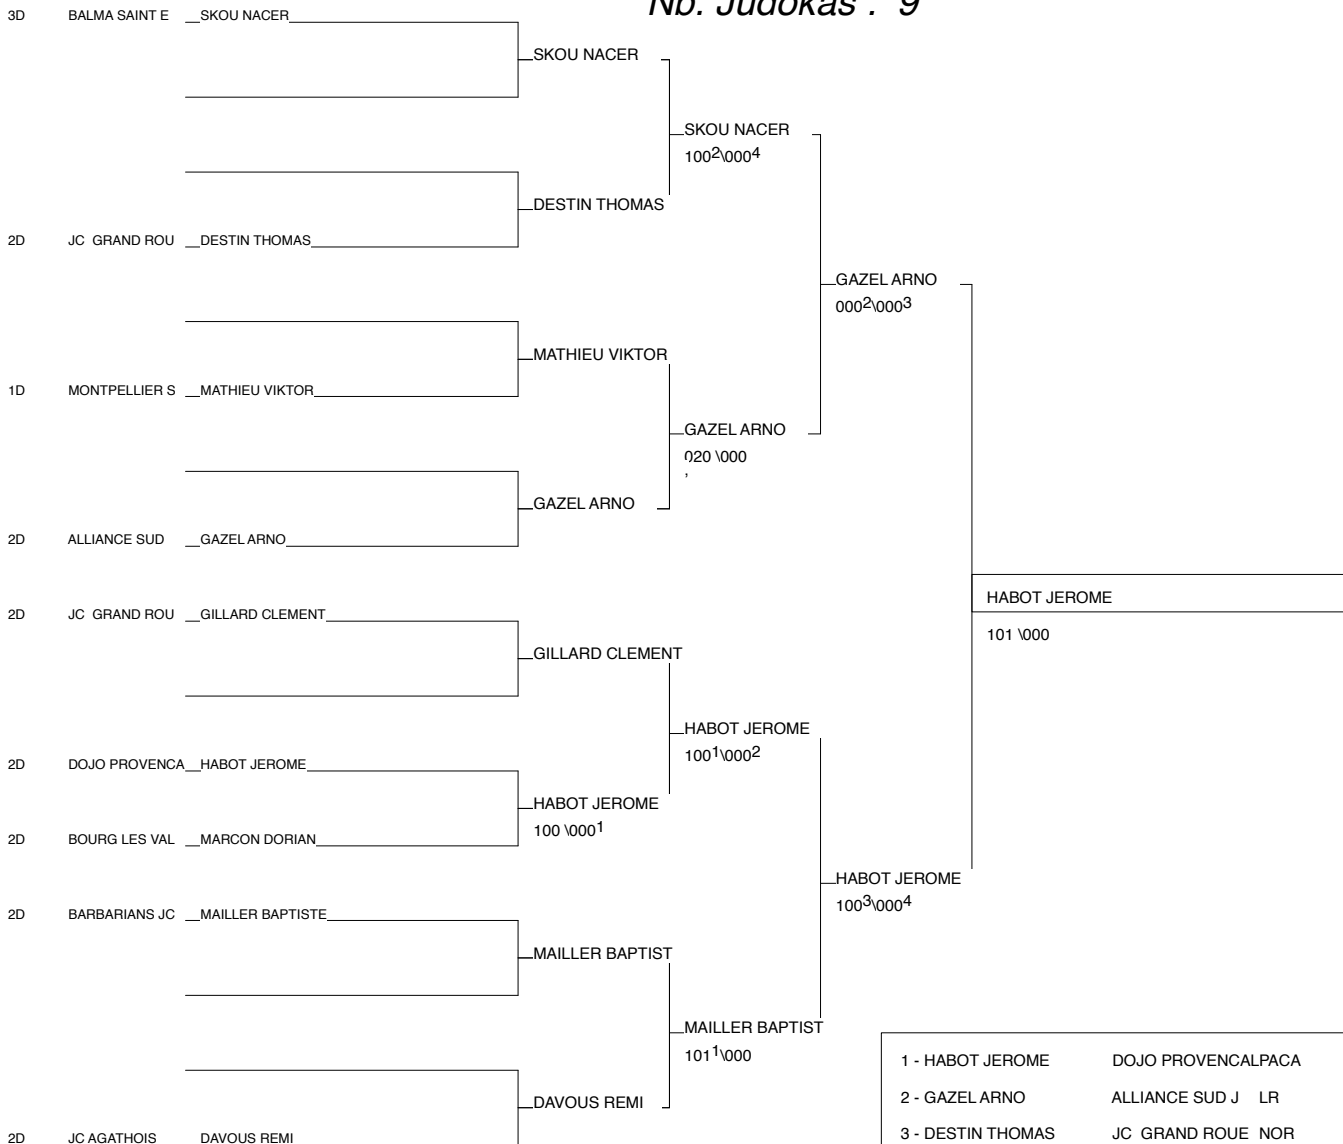 Nb. Judokas : 9
3D BALMA SAINT E SKOU NACER
SKOU NACER
SKOU NACER
100²\000⁴
DESTIN THOMAS
2D JC GRAND ROU DESTIN THOMAS
GAZEL ARNO
000²\000³
MATHIEU VIKTOR
1D MONTPELLIER S MATHIEU VIKTOR
GAZEL ARNO
020 \000
,
GAZEL ARNO
2D ALLIANCE SUD GAZEL ARNO
HABOT JEROME
101 \000
2D JC GRAND ROU GILLARD CLEMENT
GILLARD CLEMENT
HABOT JEROME
100¹\000²
2D DOJO PROVENCA HABOT JEROME
HABOT JEROME
100 \000¹
2D BOURG LES VAL MARCON DORIAN
HABOT JEROME
100³\000⁴
2D BARBARIANS JC MAILLER BAPTISTE
MAILLER BAPTIST
MAILLER BAPTIST
101¹\000
DAVOUS REMI
2D JC AGATHOIS DAVOUS REMI
1 - HABOT JEROME DOJO PROVENCALPACA
2 - GAZEL ARNO ALLIANCE SUD J LR
3 - DESTIN THOMAS JC GRAND ROUE NOR